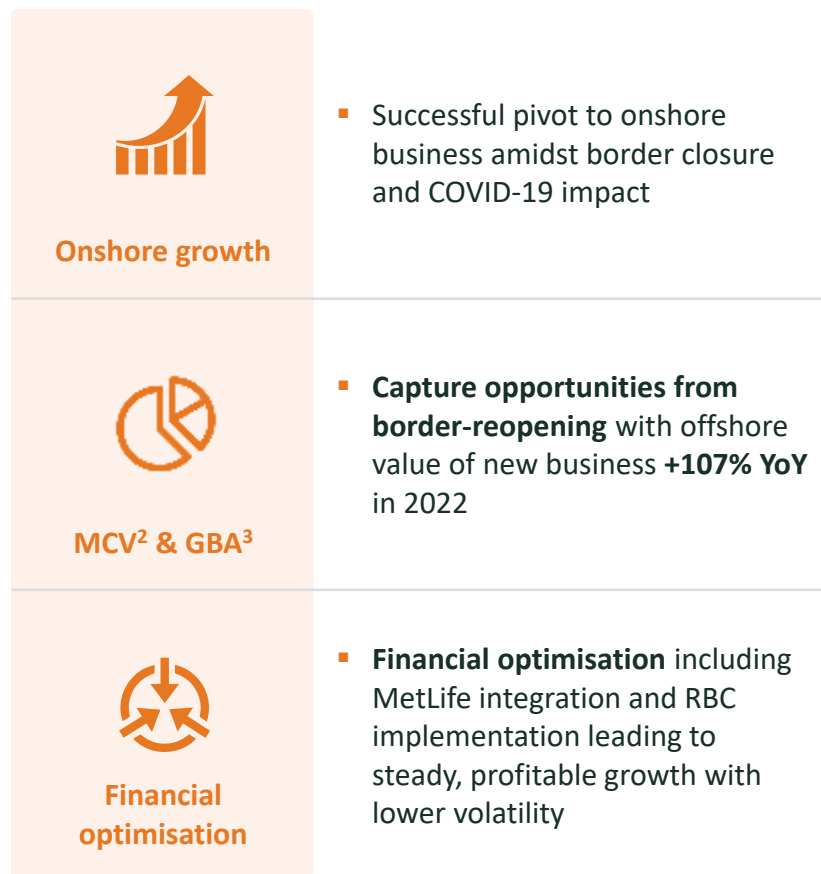 Onshore growth
▪ Successful pivot to onshore
business amidst border closure
and COVID-19 impact
MCV² & GBA³
▪ Capture opportunities from
border-reopening with offshore
value of new business +107% YoY
in 2022
Financial
optimisation
▪ Financial optimisation including
MetLife integration and RBC
implementation leading to
steady, profitable growth with
lower volatility